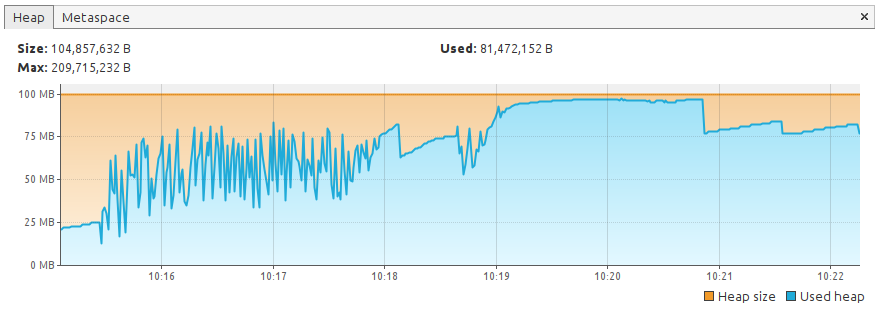 Heap Metaspace ×
Size: 104,857,632 B Used: 81,472,152 B
Max: 209,715,232 B
100 MB
75 MB
50 MB
25 MB
0 MB
10:16 10:17 10:18 10:19 10:20 10:21 10:22
Heap size Used heap